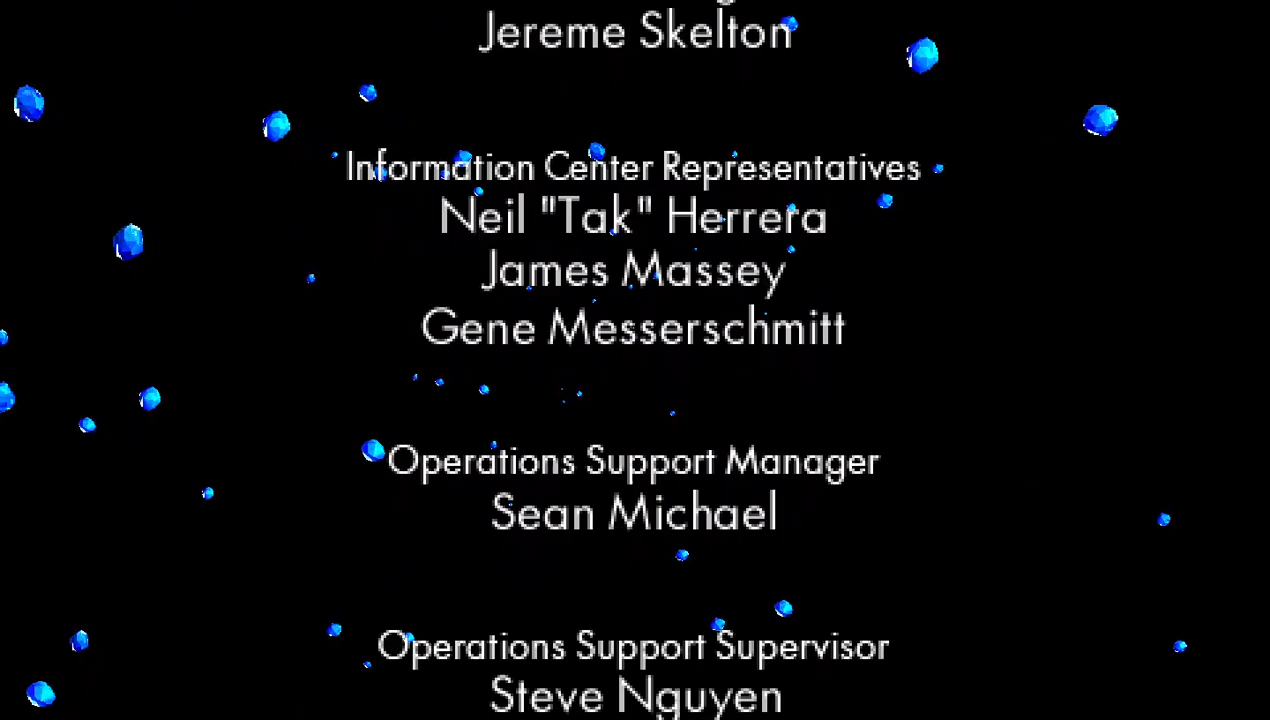 Jereme Skelton
Information Center Representatives
Neil "Tak" Herrera
James Massey
Gene Messerschmitt
Operations Support Manager
Sean Michael
Operations Support Supervisor
Steve Nguyen